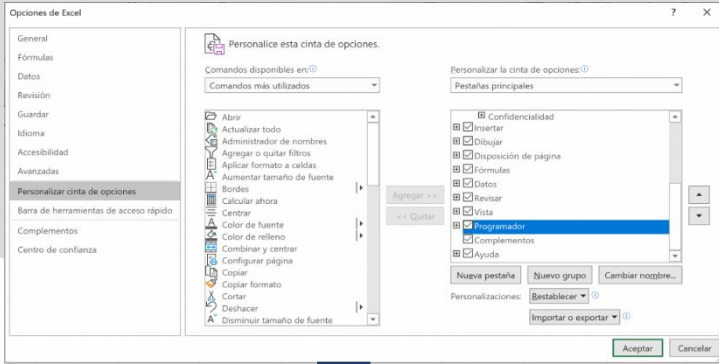 Opciones de Excel
?
General
Fórmulas
Datos
Revisión
Guardar
Idioma
Accesibilidad
Avanzadas
Personalizar cinta de opciones
Barra de herramientas de acceso rápido
Complementos
Centro de confianza
Personalice esta cinta de opciones.
Comandos disponibles en:
Comandos más utilizados
Abrir
Actualizar todo
Administrador de nombres
Agregar o quitar filtros
Aplicar formato a celdas
Aumentar tamaño de fuente
Bordes
Calcular ahora
Centrar
Color de fuente
Color de relleno
Combinar y centrar
Configurar página
Copiar
Copiar formato
Cortar
Deshacer
Disminuir tamaño de fuente
Agregar >>
<< Quitar
Personalizar la cinta de opciones:
Pestañas principales
Confidencialidad
Insertar
Dibujar
Disposición de página
Fórmulas
Datos
Revisar
Vista
Programador
Complementos
Ayuda
Nueva pestaña
Nuevo grupo
Cambiar nombre...
Personalizaciones:
Restablecer
Importar o exportar
Aceptar
Cancelar